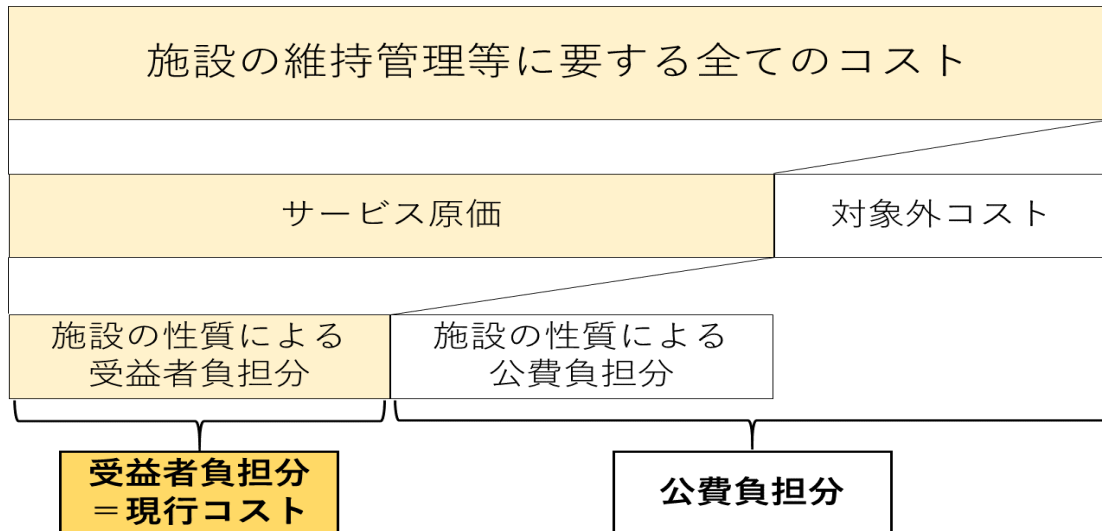 施設の維持管理等に要する全てのコスト
サービス原価
対象外コスト
施設の性質による
受益者負担分
施設の性質による
公費負担分
受益者負担分
＝現行コスト
公費負担分